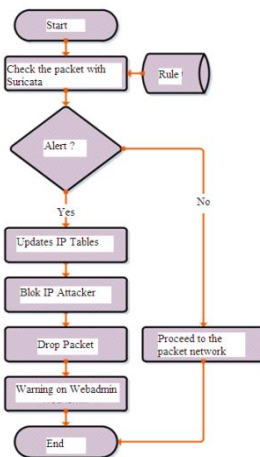 Start
Check the packet with
Suricata
Rule
Alert ?
Yes
No
Updates IP Tables
Blok IP Attacker
Drop Packet
Proceed to the
packet network
Warning on Webadmin
End